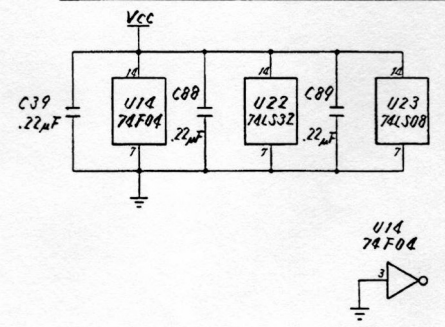 Vcc
14
14
14
C39
.22µF
U14
74F04
C88
.22µF
U22
74LS32
C89
.22µF
U23
74LS08
7
7
7
U14
74F04
3